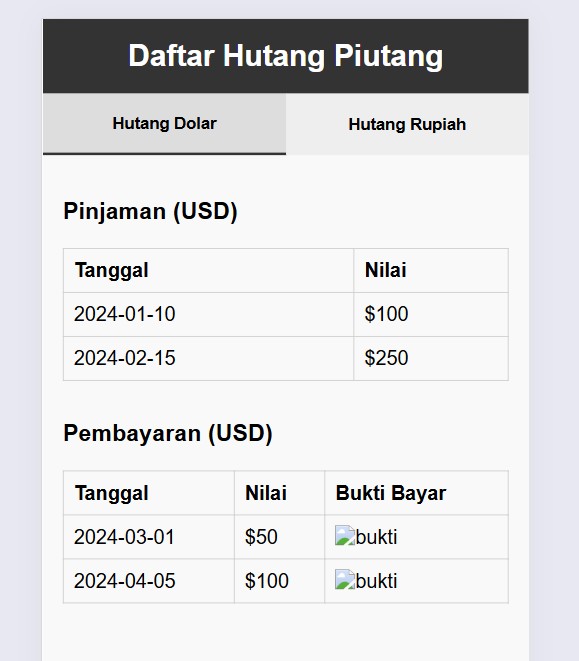 Daftar Hutang Piutang
Hutang Dolar Hutang Rupiah
Pinjaman (USD)
Tanggal Nilai
2024-01-10 $100
2024-02-15 $250
Pembayaran (USD)
Tanggal Nilai Bukti Bayar
2024-03-01 $50 bukti
2024-04-05 $100 bukti